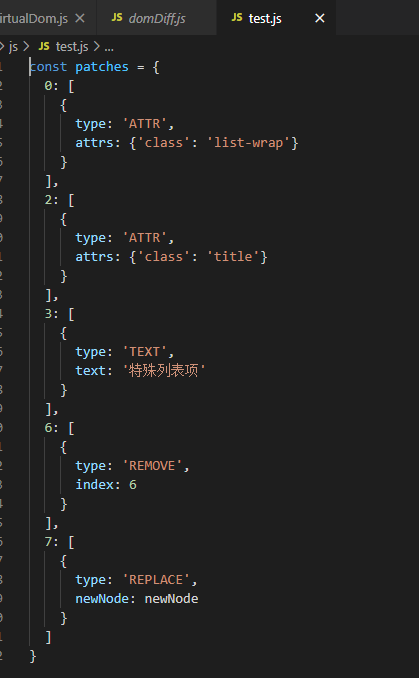 irtualDom.js × JS domDiff.js JS test.js ×
> js > JS test.js > ...
1 const patches = {
2 0: [
3 {
4 type: 'ATTR',
5 attrs: {'class': 'list-wrap'}
6 }
7 ],
8 2: [
9 {
0 type: 'ATTR',
1 attrs: {'class': 'title'}
2 }
3 ],
4 3: [
5 {
6 type: 'TEXT',
7 text: '特殊列表项'
8 }
9 ],
0 6: [
1 {
2 type: 'REMOVE',
3 index: 6
4 }
5 ],
6 7: [
7 {
8 type: 'REPLACE',
9 newNode: newNode
0 }
1 ]
2 }